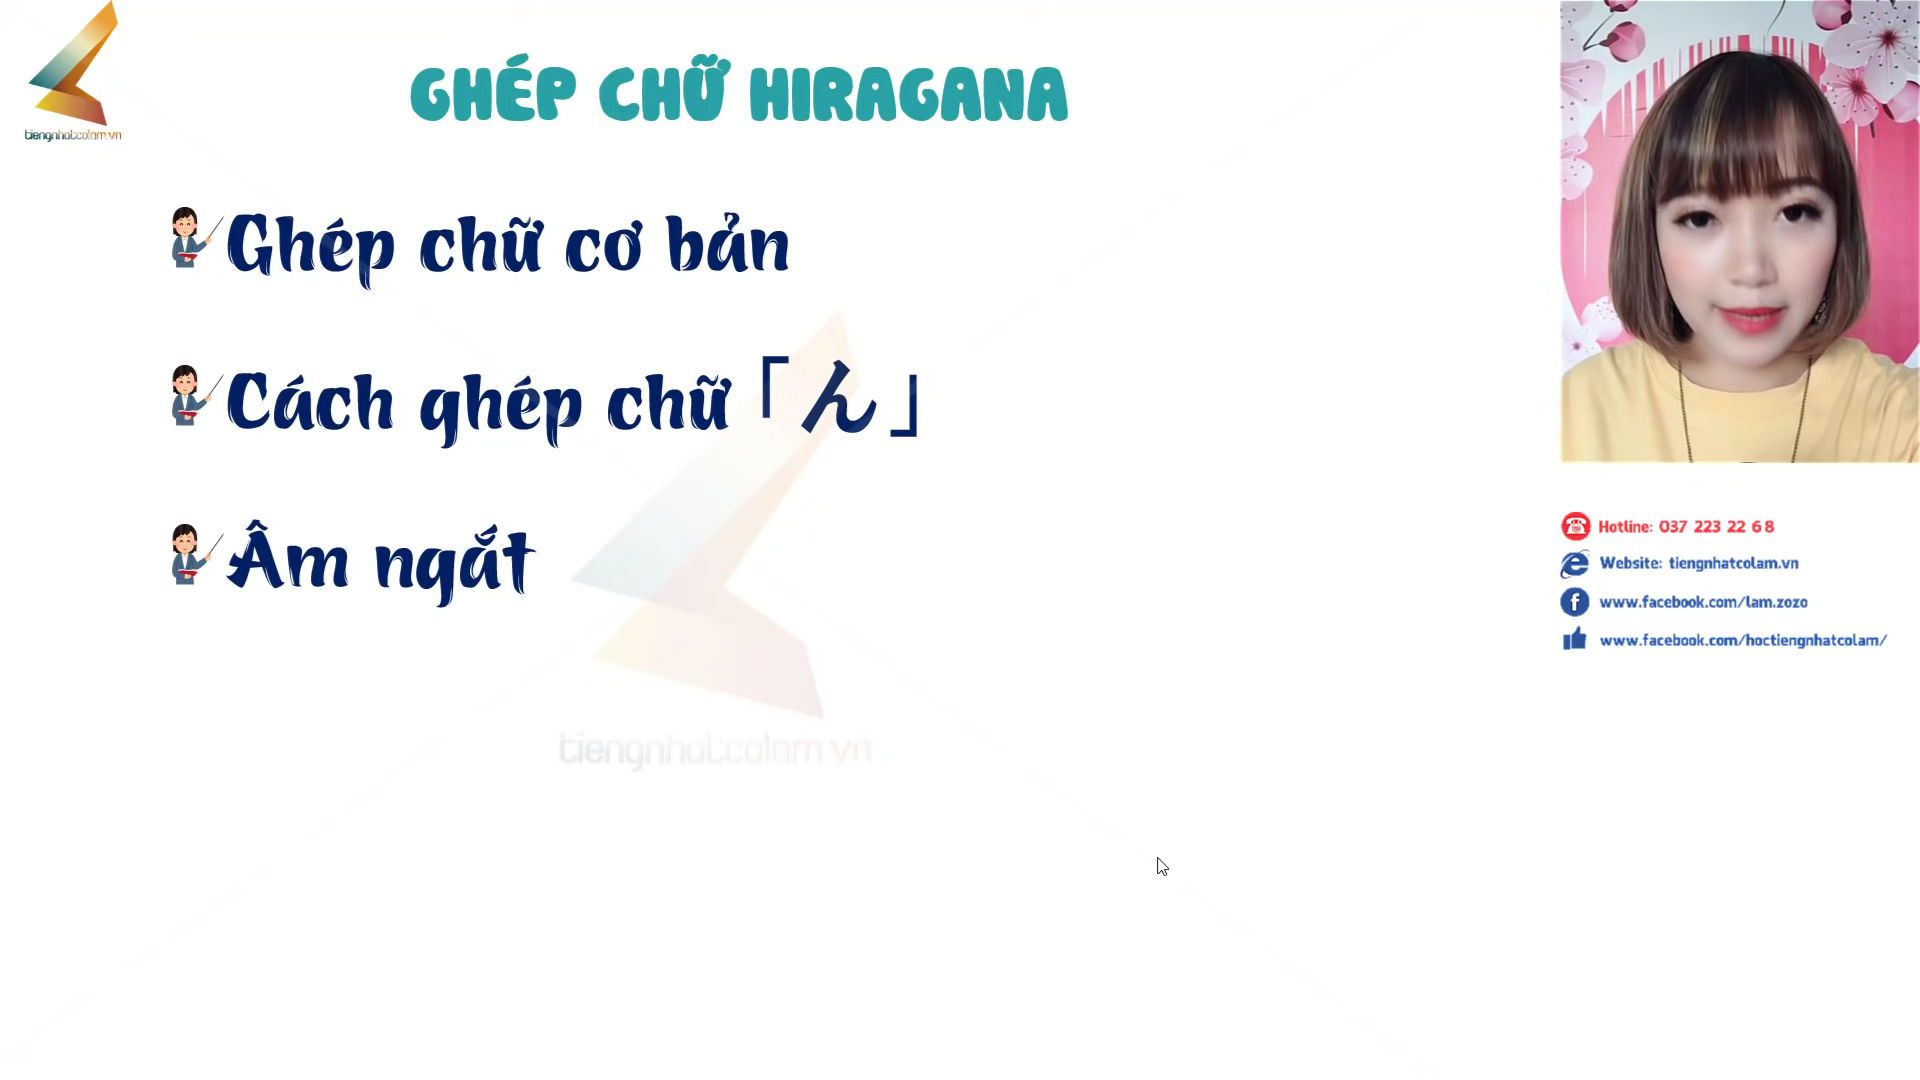 tiengnhatcolam.vn
GHÉP CHỮ HIRAGANA
Ghép chữ cơ bản
Cách ghép chữ「ん」
Âm ngắt
tiengnhatcolam.vn
Hotline: 037 223 22 68
Website: tiengnhatcolam.vn
www.facebook.com/lam.zozo
www.facebook.com/hoctiengnhatcolam/